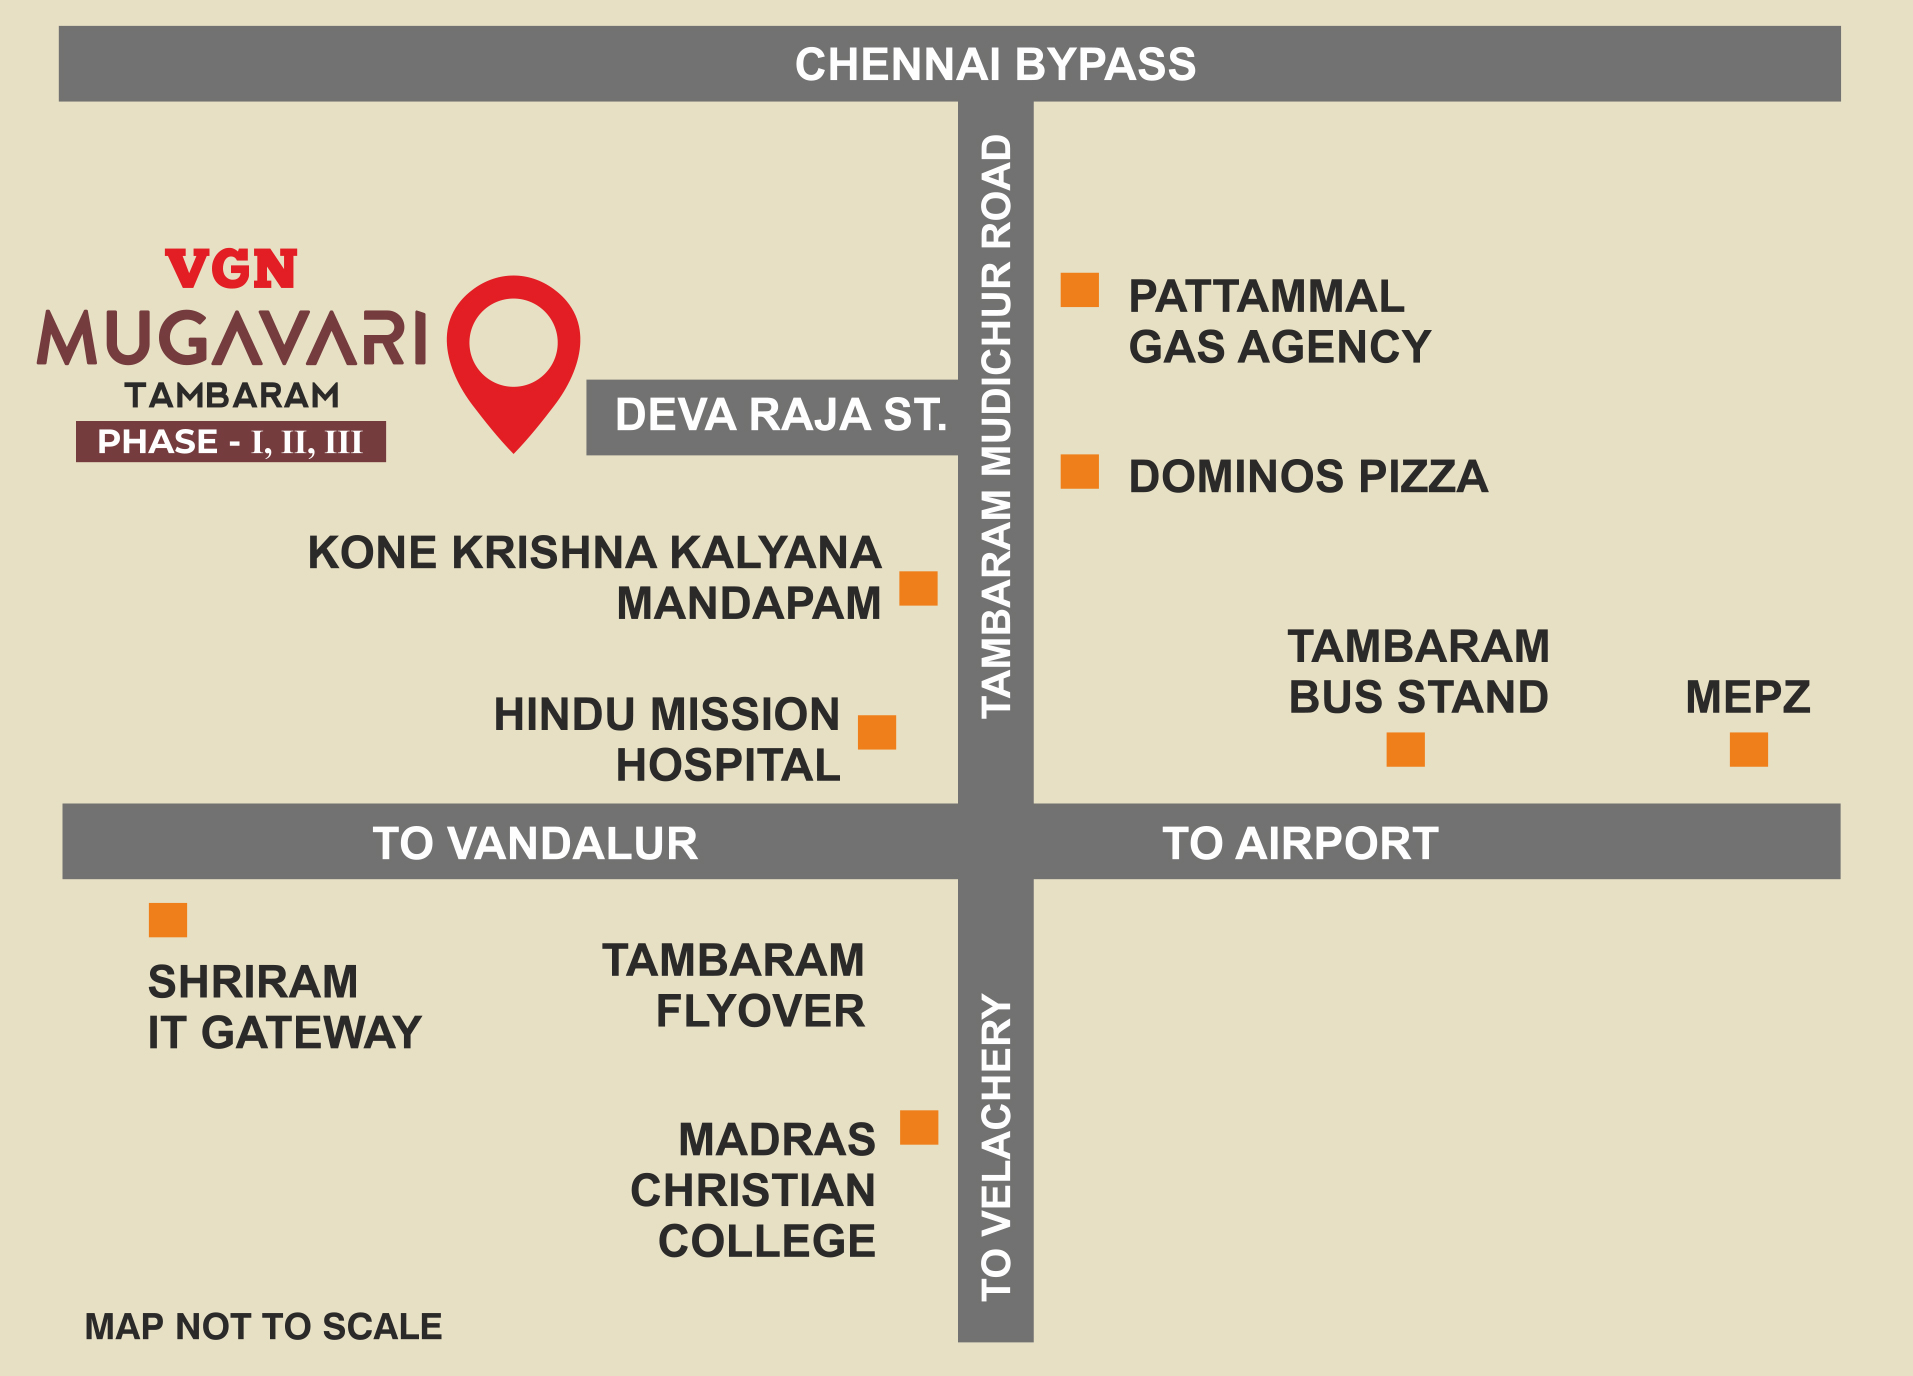 CHENNAI BYPASS
TAMBARAM MUDICHUR ROAD
VGN
MUGAVARI
TAMBARAM
PHASE - I, II, III
DEVA RAJA ST.
PATTAMMAL
GAS AGENCY
DOMINOS PIZZA
KONE KRISHNA KALYANA
MANDAPAM
HINDU MISSION
HOSPITAL
TAMBARAM
BUS STAND
MEPZ
TO VANDALUR
TO AIRPORT
SHRIRAM
IT GATEWAY
TAMBARAM
FLYOVER
TO VELACHERY
MADRAS
CHRISTIAN
COLLEGE
MAP NOT TO SCALE